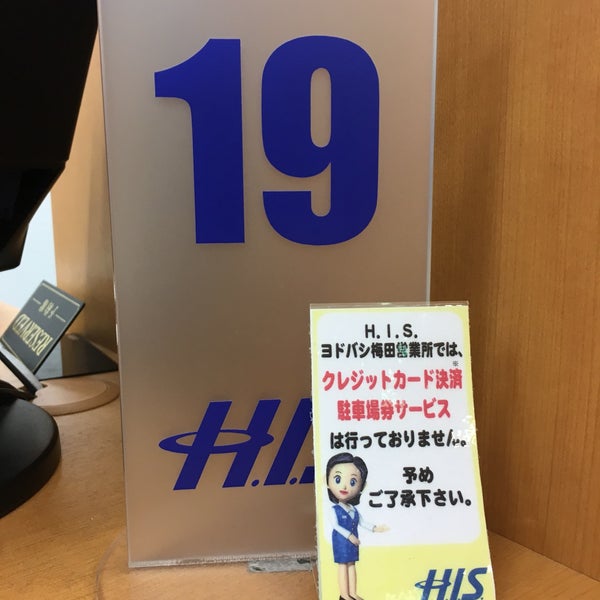 19
H.I.S.
H.I.S.
ヨドバシ梅田営業所では、
※
クレジットカード決済
駐車場券サービス
は行っておりません。
予め
ご了承下さい。
H.I.S.
RESERVED